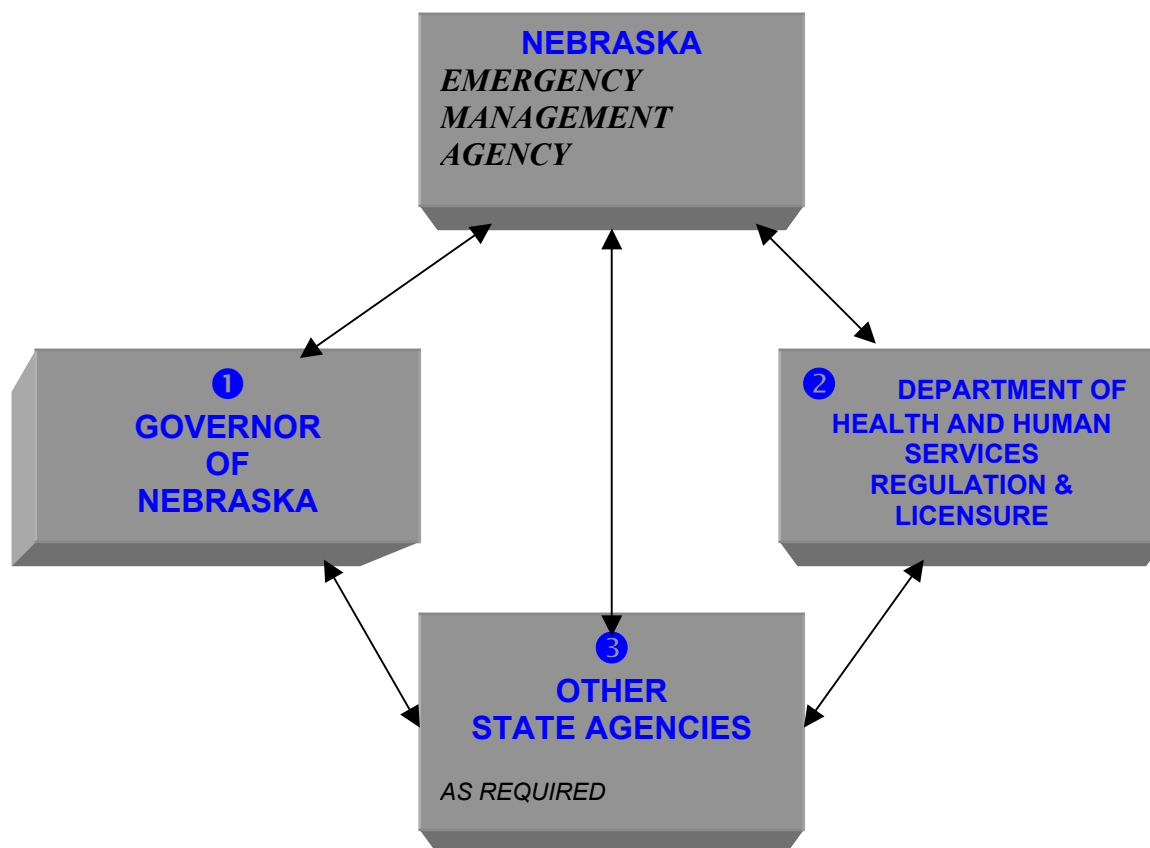 NEBRASKA
EMERGENCY
MANAGEMENT
AGENCY
❶
GOVERNOR
OF
NEBRASKA
❷ DEPARTMENT OF
HEALTH AND HUMAN
SERVICES
REGULATION &
LICENSURE
❸
OTHER
STATE AGENCIES
AS REQUIRED